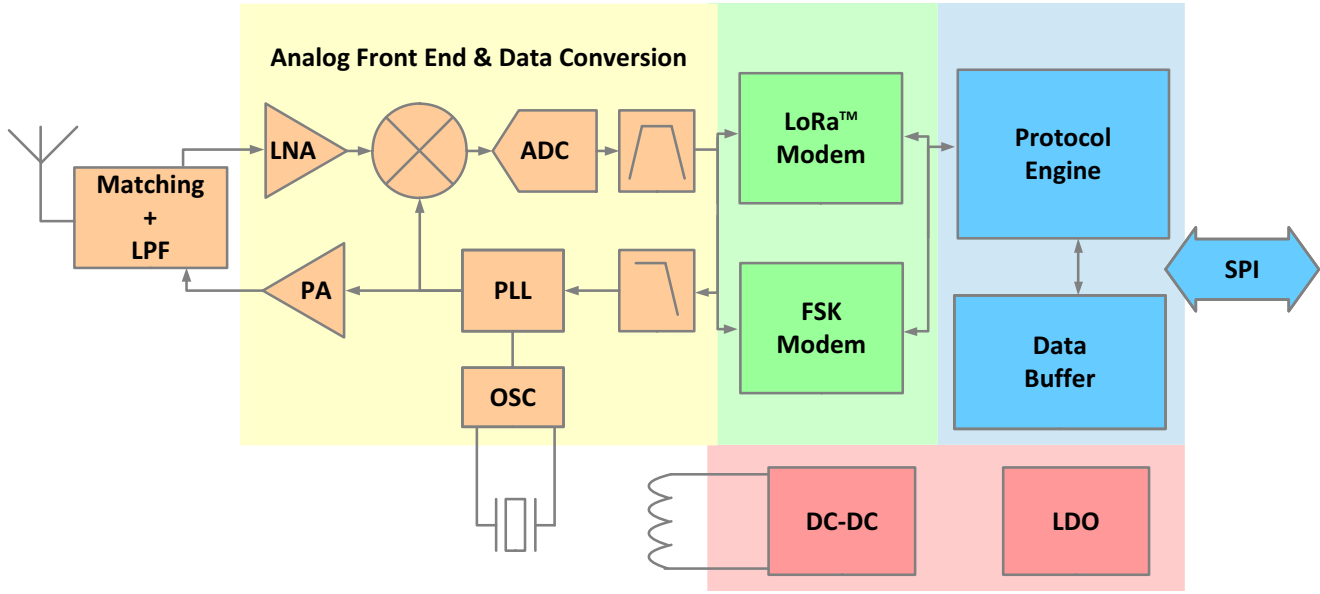 Analog Front End & Data Conversion
LNA
ADC
LoRa™
Modem
Protocol
Engine
Matching
+
LPF
PA
PLL
FSK
Modem
SPI
Data
Buffer
OSC
DC-DC
LDO